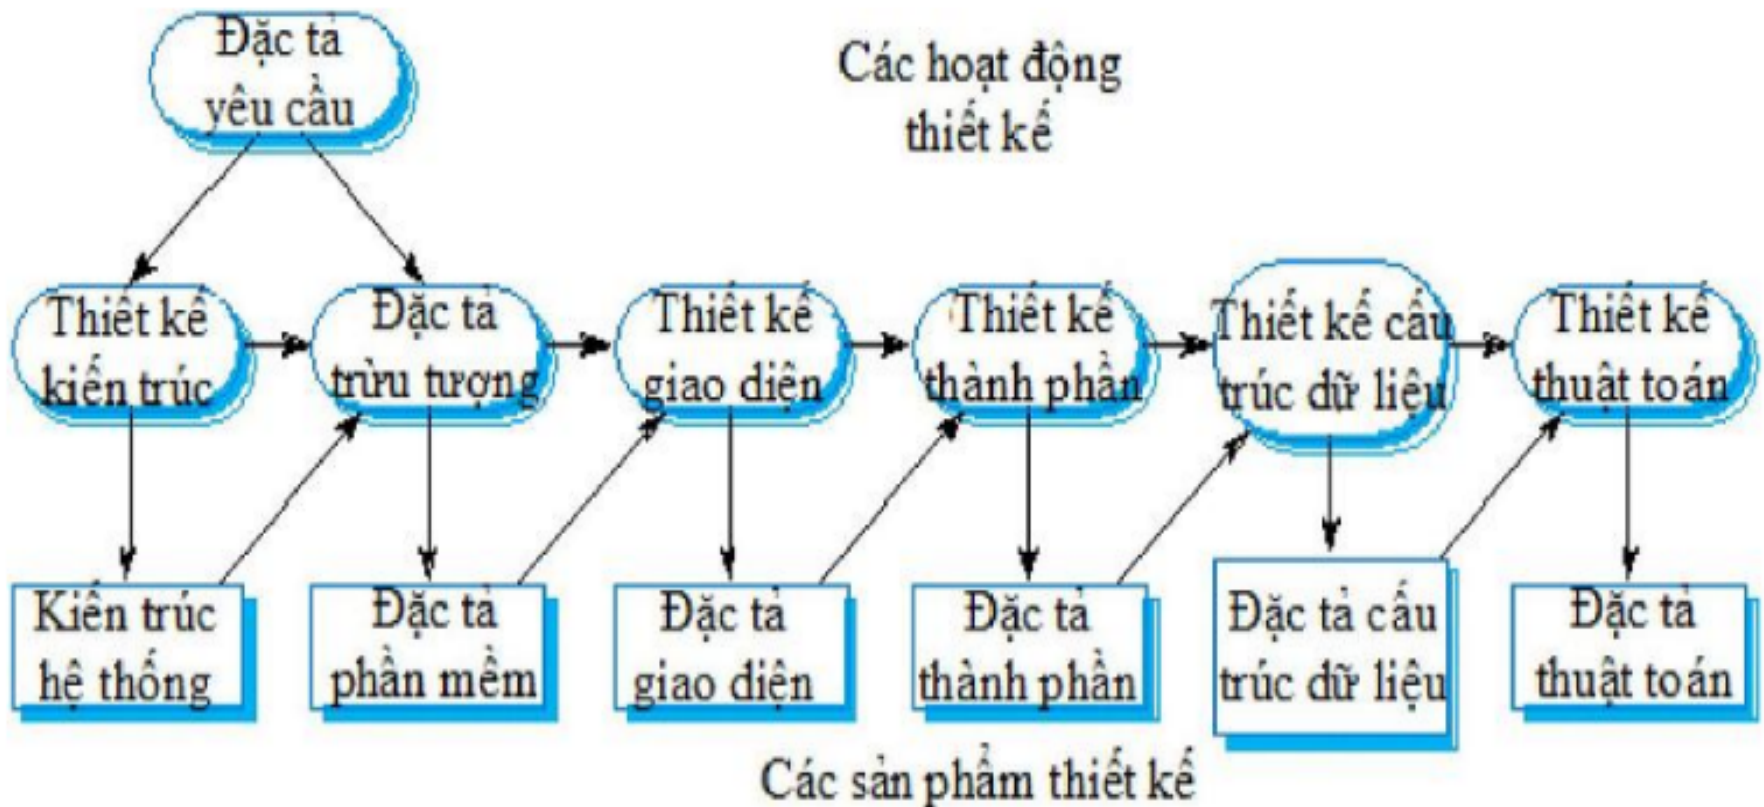 Đặc tả
yêu cầu
Các hoạt động
thiết kế
Thiết kế
kiến trúc
Đặc tả
trừu tượng
Thiết kế
giao diện
Thiết kế
thành phần
Thiết kế cấu
trúc dữ liệu
Thiết kế
thuật toán
Kiến trúc
hệ thống
Đặc tả
phần mềm
Đặc tả
giao diện
Đặc tả
thành phần
Đặc tả cấu
trúc dữ liệu
Đặc tả
thuật toán
Các sản phẩm thiết kế